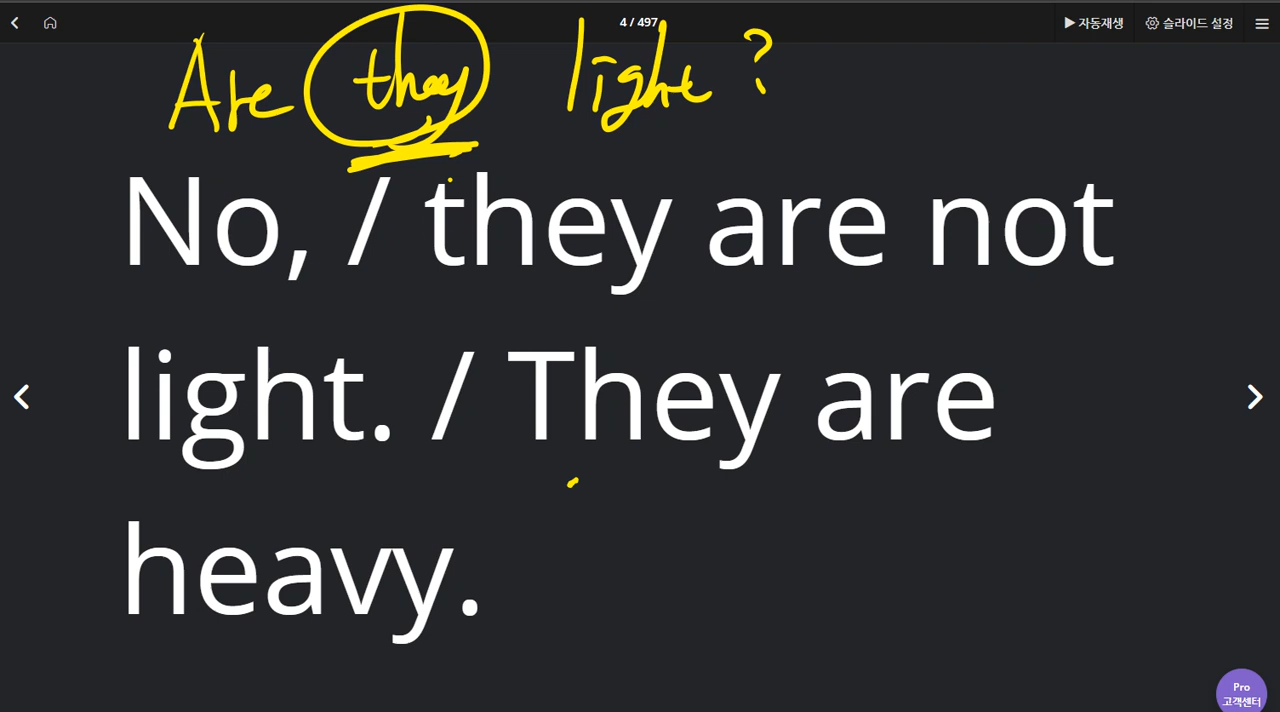 4 / 497
자동재생
슬라이드 설정
Are they light?
No, / they are not
light. / They are
heavy.
Pro
고객센터